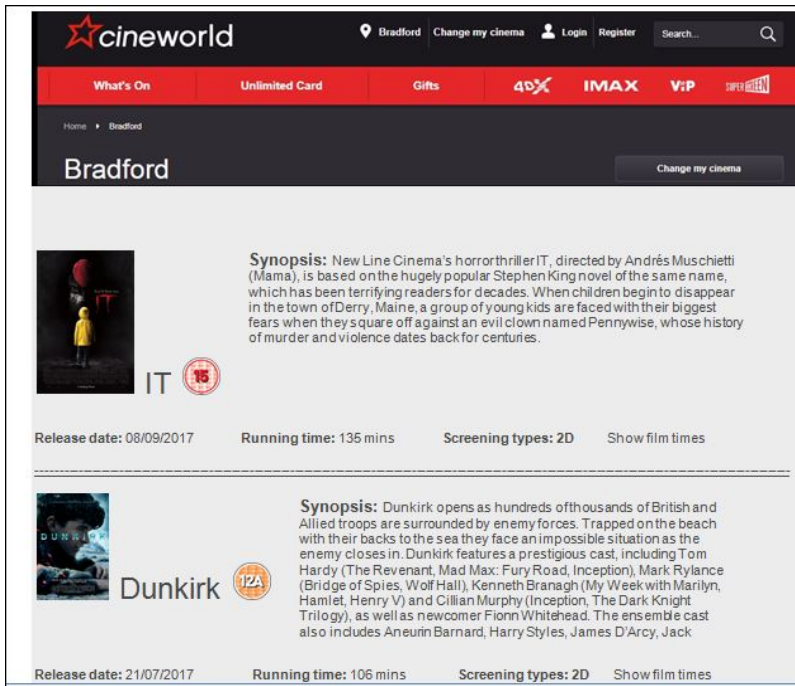 cineworld
Bradford Change my cinema Login Register Search...
What's On Unlimited Card Gifts 4DX IMAX ViP SUPERSCREEN
Home Bradford
Bradford Change my cinema
Synopsis: New Line Cinema's horror thriller IT, directed by Andrés Muschietti
(Mama), is based on the hugely popular Stephen King novel of the same name,
which has been terrifying readers for decades. When children begin to disappear
in the town of Derry, Maine, a group of young kids are faced with their biggest
fears when they square off against an evil clown named Pennywise, whose history
of murder and violence dates back for centuries.
IT
IT 15
Release date: 08/09/2017 Running time: 135 mins Screening types: 2D Show film times
Synopsis: Dunkirk opens as hundreds of thousands of British and
Allied troops are surrounded by enemy forces. Trapped on the beach
with their backs to the sea they face an impossible situation as the
enemy closes in. Dunkirk features a prestigious cast, including Tom
Hardy (The Revenant, Mad Max: Fury Road, Inception), Mark Rylance
(Bridge of Spies, Wolf Hall), Kenneth Branagh (My Week with Marilyn,
Hamlet, Henry V) and Cillian Murphy (Inception, The Dark Knight
Trilogy), as well as newcomer Fionn Whitehead. The ensemble cast
also includes Aneurin Barnard, Harry Styles, James D'Arcy, Jack
DUNKIRK
Dunkirk 12A
Release date: 21/07/2017 Running time: 106 mins Screening types: 2D Show film times